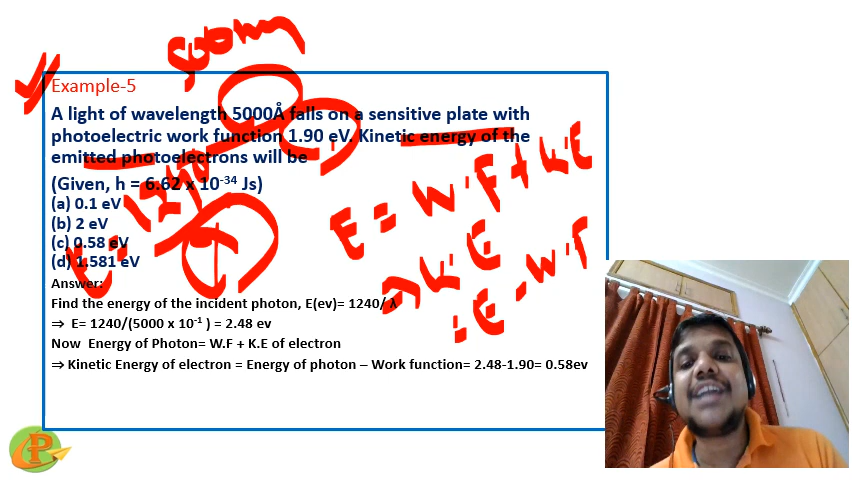 500nm
Example-5
A light of wavelength 5000Å falls on a sensitive plate with
photoelectric work function 1.90 eV. Kinetic energy of the
emitted photoelectrons will be
(Given, h = 6.62 x 10⁻³⁴ Js)
(a) 0.1 eV
(b) 2 eV
(c) 0.58 eV
(d) 1.581 eV
E = 1240/λ
E = W.F + K.E
⇒ K.E
= E - W.F
Answer:
Find the energy of the incident photon, E(ev)= 1240/ λ
⇒ E= 1240/(5000 x 10⁻¹ ) = 2.48 ev
Now Energy of Photon= W.F + K.E of electron
⇒ Kinetic Energy of electron = Energy of photon – Work function= 2.48-1.90= 0.58ev